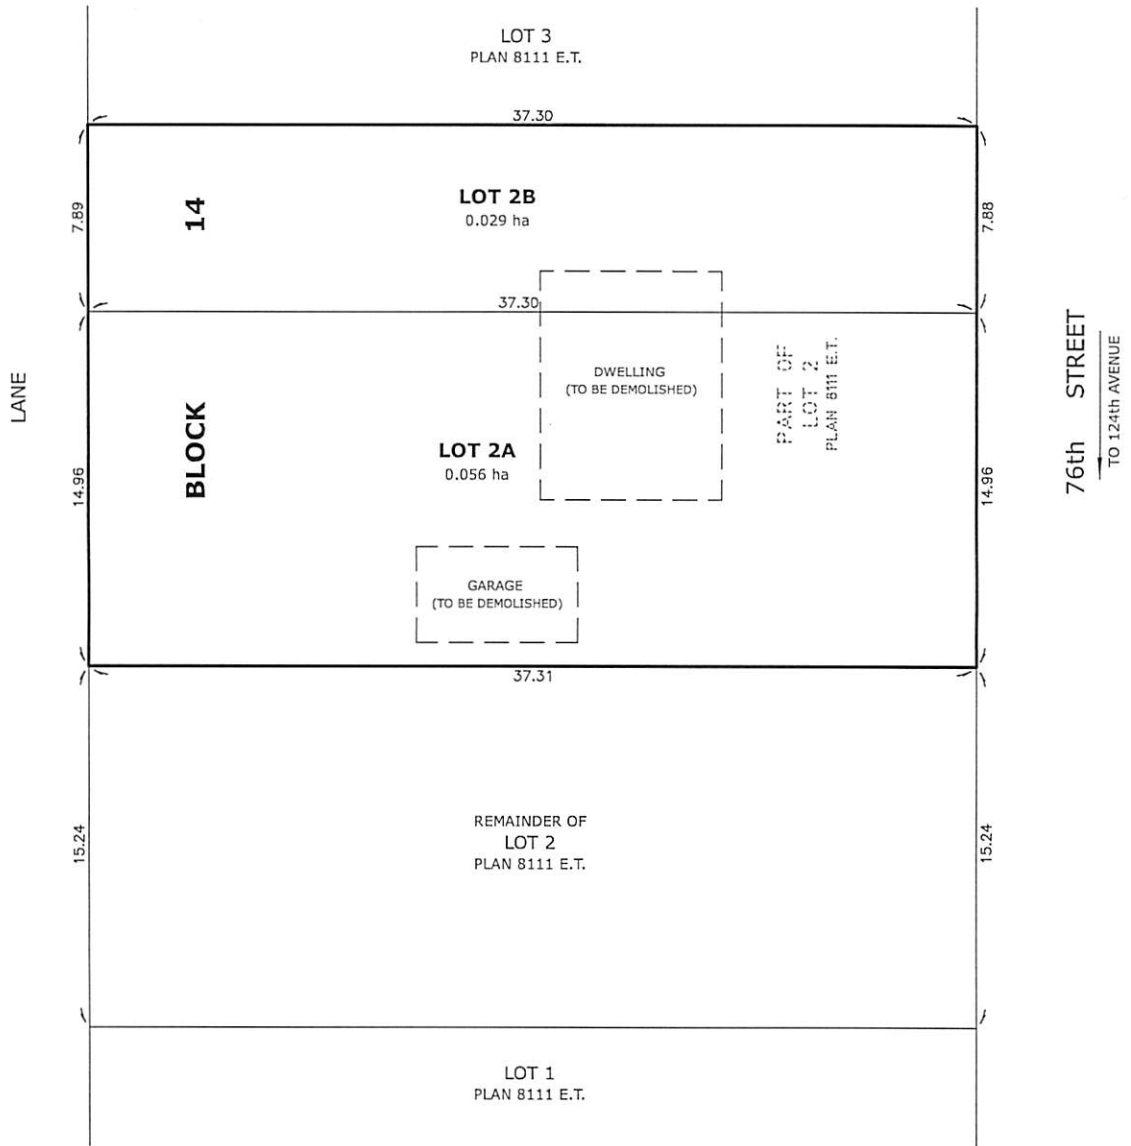 LOT 3
PLAN 8111 E.T.
37.30
7.89
14
LOT 2B
0.029 ha
7.88
37.30
LANE
DWELLING
(TO BE DEMOLISHED)
PART OF
LOT 2
PLAN 8111 E.T.
76th STREET
TO 124th AVENUE
BLOCK
LOT 2A
0.056 ha
14.96
14.96
GARAGE
(TO BE DEMOLISHED)
37.31
15.24
REMAINDER OF
LOT 2
PLAN 8111 E.T.
15.24
LOT 1
PLAN 8111 E.T.